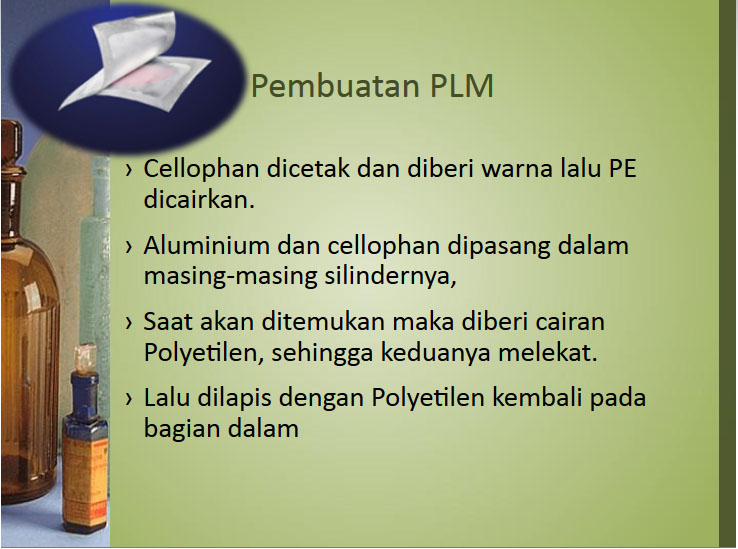 Pembuatan PLM
› Cellophan dicetak dan diberi warna lalu PE
dicairkan.
› Aluminium dan cellophan dipasang dalam
masing-masing silindernya,
› Saat akan ditemukan maka diberi cairan
Polyetilen, sehingga keduanya melekat.
› Lalu dilapis dengan Polyetilen kembali pada
bagian dalam